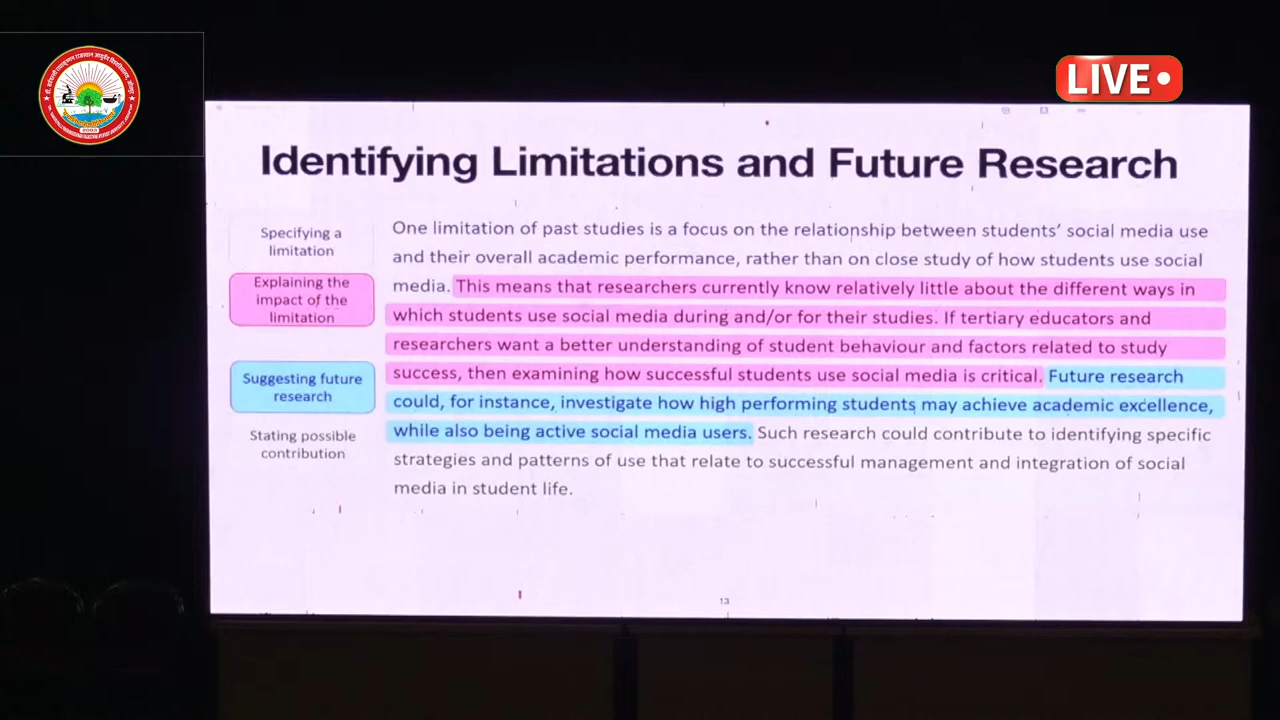 LIVE
2003
Identifying Limitations and Future Research
Specifying a
limitation
Explaining the
impact of the
limitation
Suggesting future
research
Stating possible
contribution
One limitation of past studies is a focus on the relationship between students’ social media use
and their overall academic performance, rather than on close study of how students use social
media. This means that researchers currently know relatively little about the different ways in
which students use social media during and/or for their studies. If tertiary educators and
researchers want a better understanding of student behaviour and factors related to study
success, then examining how successful students use social media is critical. Future research
could, for instance, investigate how high performing students may achieve academic excellence,
while also being active social media users. Such research could contribute to identifying specific
strategies and patterns of use that relate to successful management and integration of social
media in student life.
13